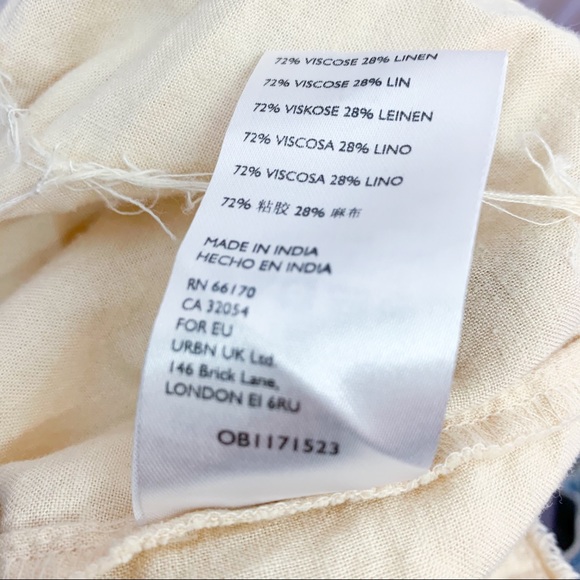 72% VISCOSE 28% LINEN
72% VISCOSE 28% LIN
72% VISKOSE 28% LEINEN
72% VISCOSA 28% LINO
72% VISCOSA 28% LINO
72% 粘胶 28% 麻布
MADE IN INDIA
HECHO EN INDIA
RN 66170
CA 32054
FOR EU
URBN UK Ltd.
146 Brick Lane,
LONDON E1 6RU
OB1171523